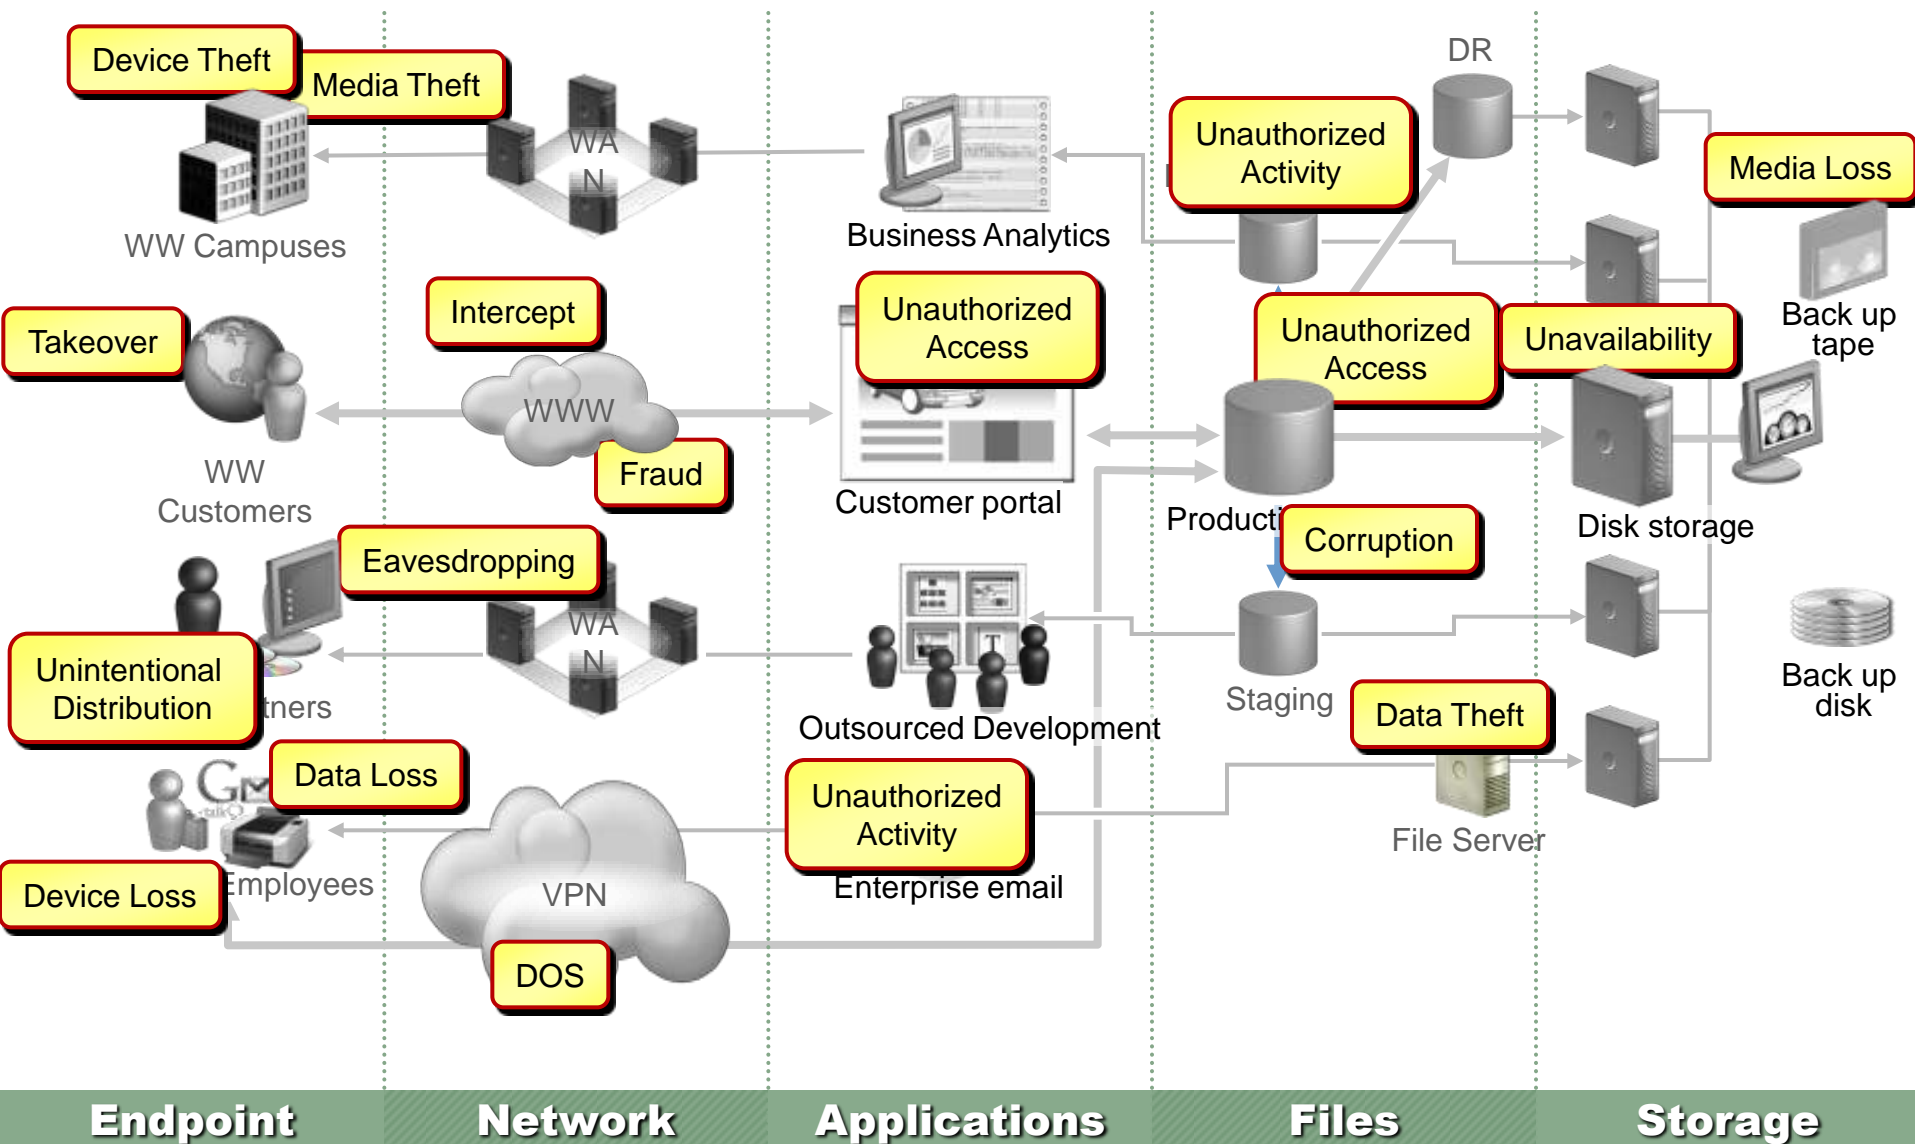 Device Theft
Media Theft
WA
N
WW Campuses
Business Analytics
Unauthorized
Activity
DR
Media Loss
Back up
tape
Takeover
WW
Customers
Intercept
WWW
Fraud
Unauthorized
Access
Customer portal
Unauthorized
Access
Unavailability
Disk storage
Producti
Corruption
Eavesdropping
WA
N
Unintentional
Distribution
tners
T
Outsourced Development
Staging
Data Theft
Back up
disk
G
talk
Data Loss
Employees
Device Loss
VPN
DOS
Unauthorized
Activity
Enterprise email
File Server
Endpoint
Network
Applications
Files
Storage